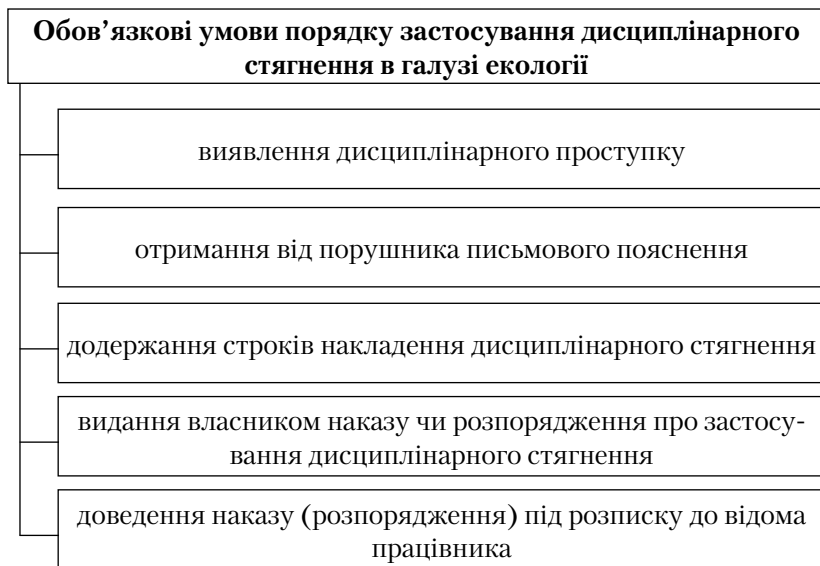 Обов’язкові умови порядку застосування дисциплінарного
стягнення в галузі екології
виявлення дисциплінарного проступку
отримання від порушника письмового пояснення
додержання строків накладення дисциплінарного стягнення
видання власником наказу чи розпорядження про застосу-
вання дисциплінарного стягнення
доведення наказу (розпорядження) під розписку до відома
працівника